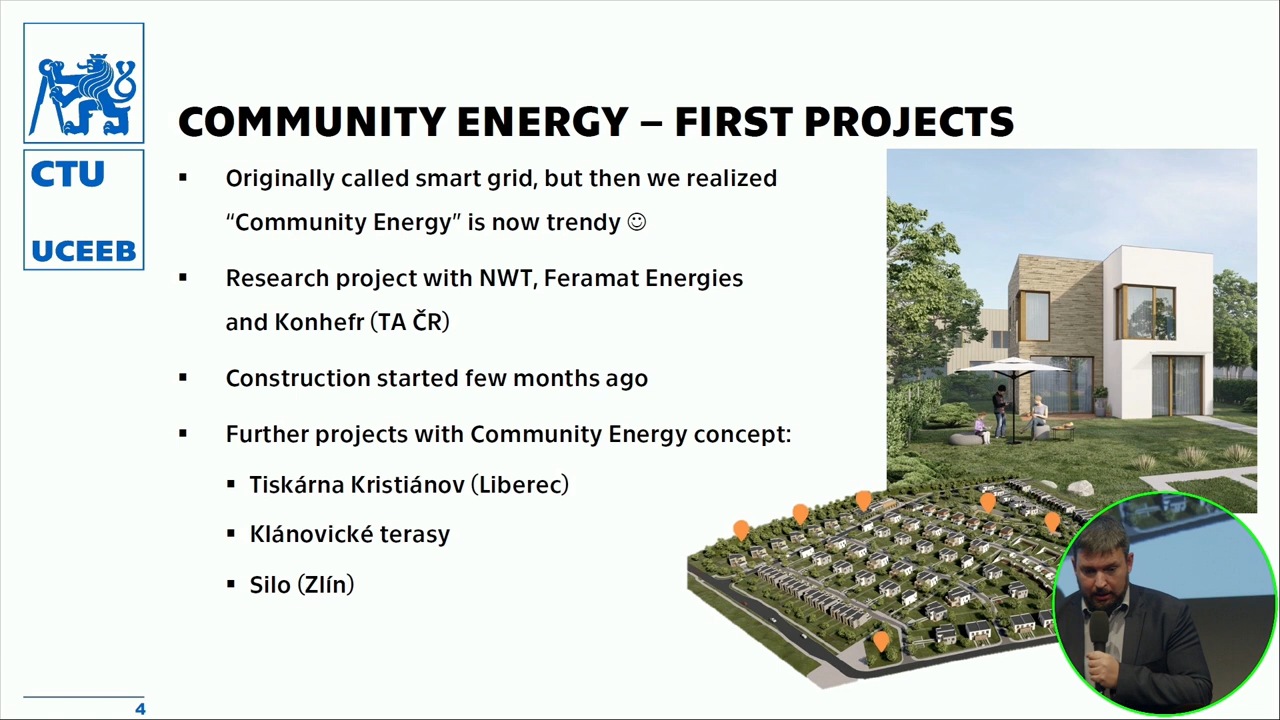 CTU
UCEEB
COMMUNITY ENERGY – FIRST PROJECTS
▪ Originally called smart grid, but then we realized
“Community Energy” is now trendy ☺
▪ Research project with NWT, Feramat Energies
and Konhefr (TA ČR)
▪ Construction started few months ago
▪ Further projects with Community Energy concept:
▪ Tiskárna Kristiánov (Liberec)
▪ Klánovické terasy
▪ Silo (Zlín)
4